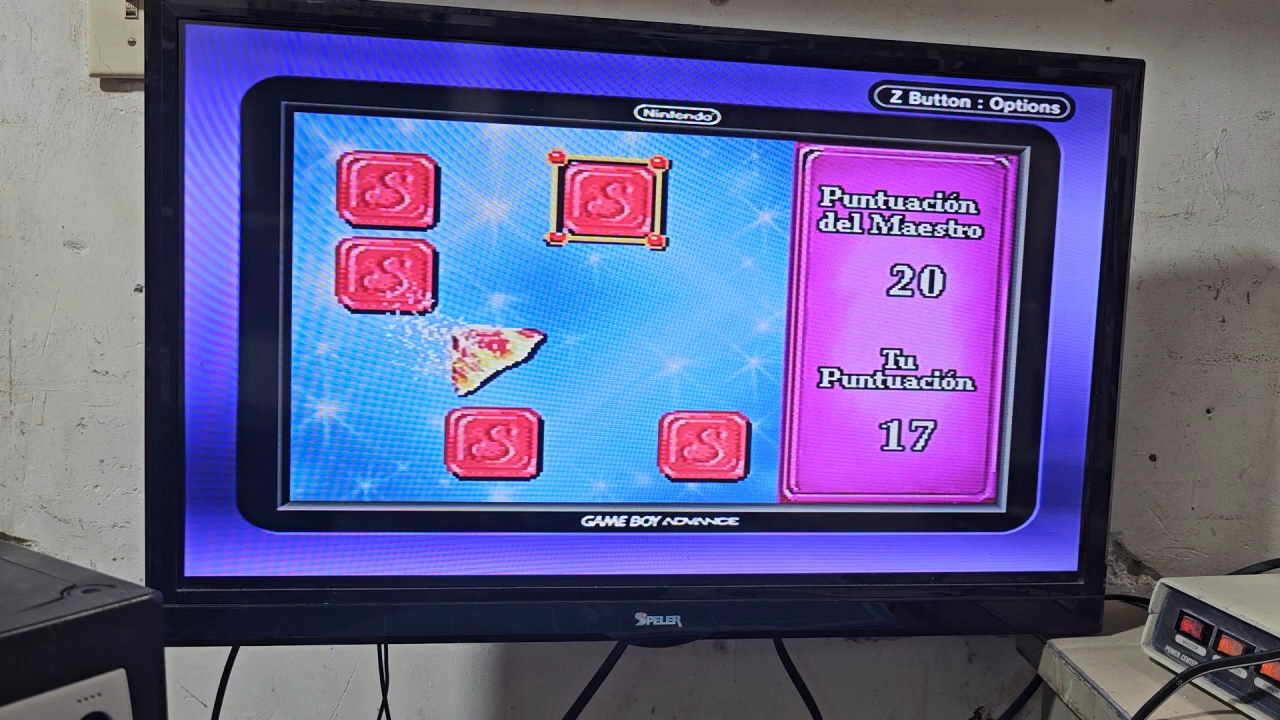 Z Button : Options
Nintendo
Puntuación
del Maestro
20
Tu
Puntuación
17
GAME BOY ADVANCE
SPELER